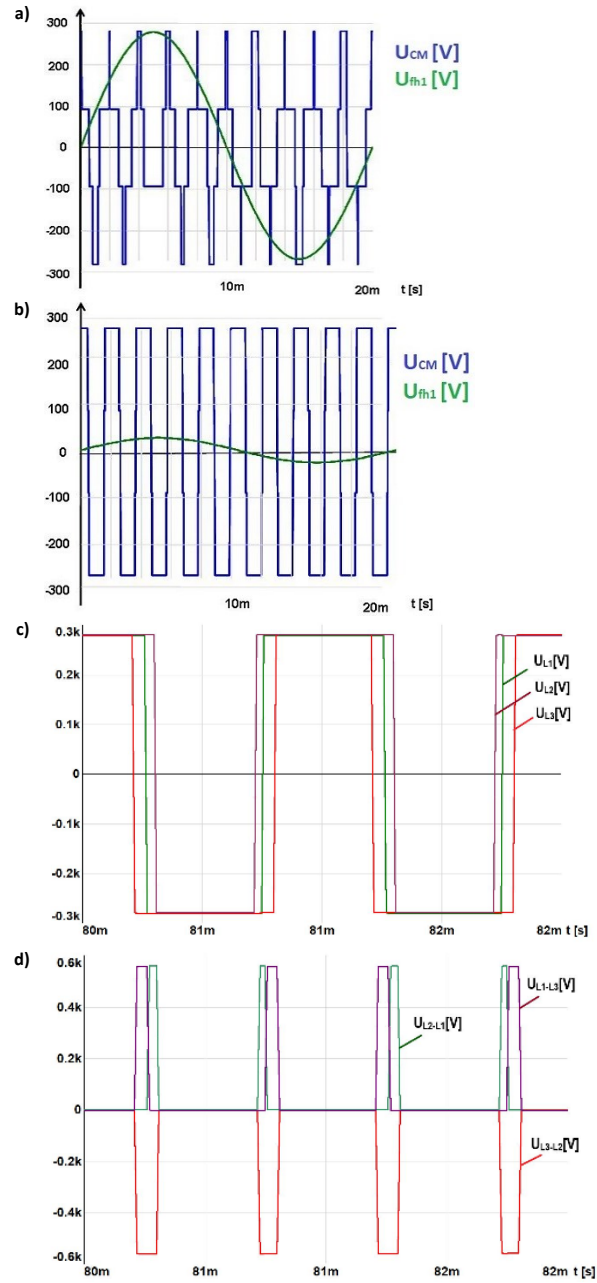 a)
300
200
100
0
-100
-200
-300
10m
20m
t [s]
UCM [V]
Ufh1 [V]
b)
300
200
100
0
-100
-200
-300
10m
20m
t [s]
UCM [V]
Ufh1 [V]
c)
0.3k
0.2k
0.1k
0
-0.1k
-0.2k
-0.3k
80m
81m
81m
82m
82m t [s]
UL1[V]
UL2[V]
UL3[V]
d)
0.6k
0.4k
0.2k
0
-0.2k
-0.4k
-0.6k
80m
81m
81m
82m
82m t [s]
UL1-L3[V]
UL2-L1[V]
UL3-L2[V]